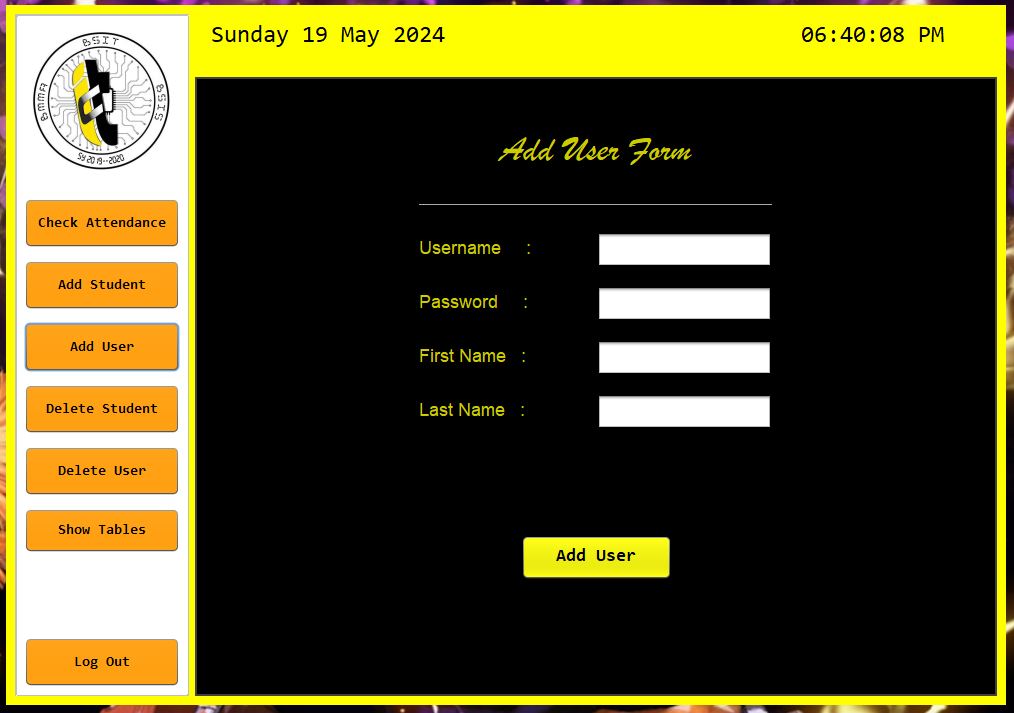 BSIT
BMMA
BSIS
SY 2019-2020
Sunday 19 May 2024
06:40:08 PM
Check Attendance
Add Student
Add User
Delete Student
Delete User
Show Tables
Log Out
Add User Form
Username :
Password :
First Name :
Last Name :
Add User